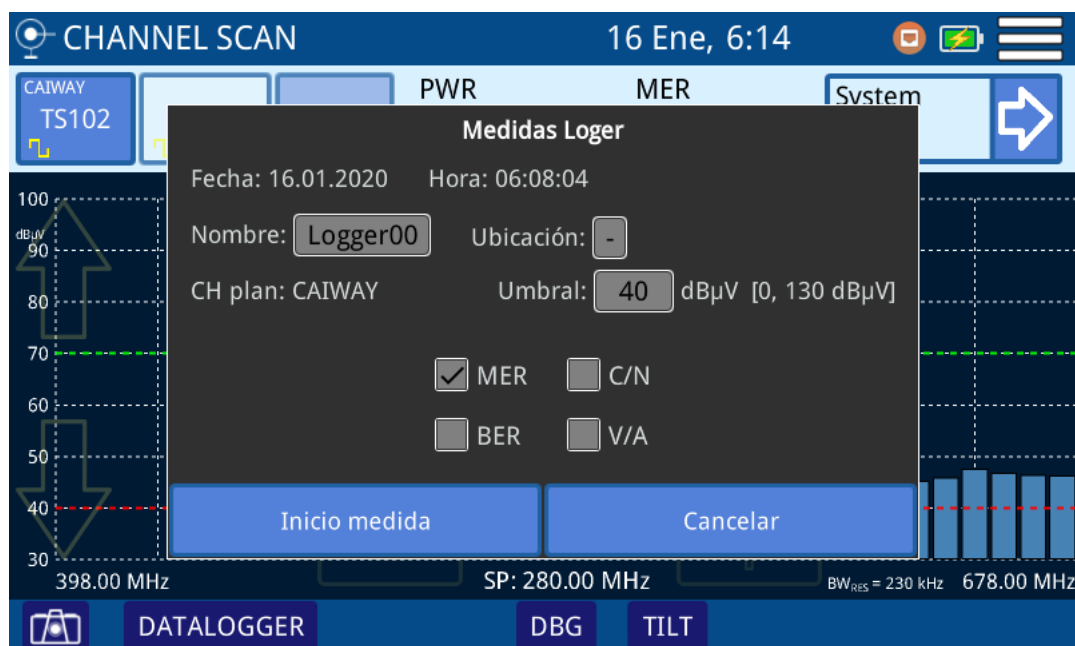 CHANNEL SCAN 16 Ene, 6:14
CAIWAY
TS102
PWR MER
System
Medidas Loger
Fecha: 16.01.2020 Hora: 06:08:04
Nombre: Logger00 Ubicación: -
CH plan: CAIWAY Umbral: 40 dBµV [0, 130 dBµV]
MER C/N
BER V/A
Inicio medida Cancelar
100
dBµV
90
80
70
60
50
40
30
398.00 MHz SP: 280.00 MHz BWRES = 230 kHz 678.00 MHz
DATALOGGER DBG TILT